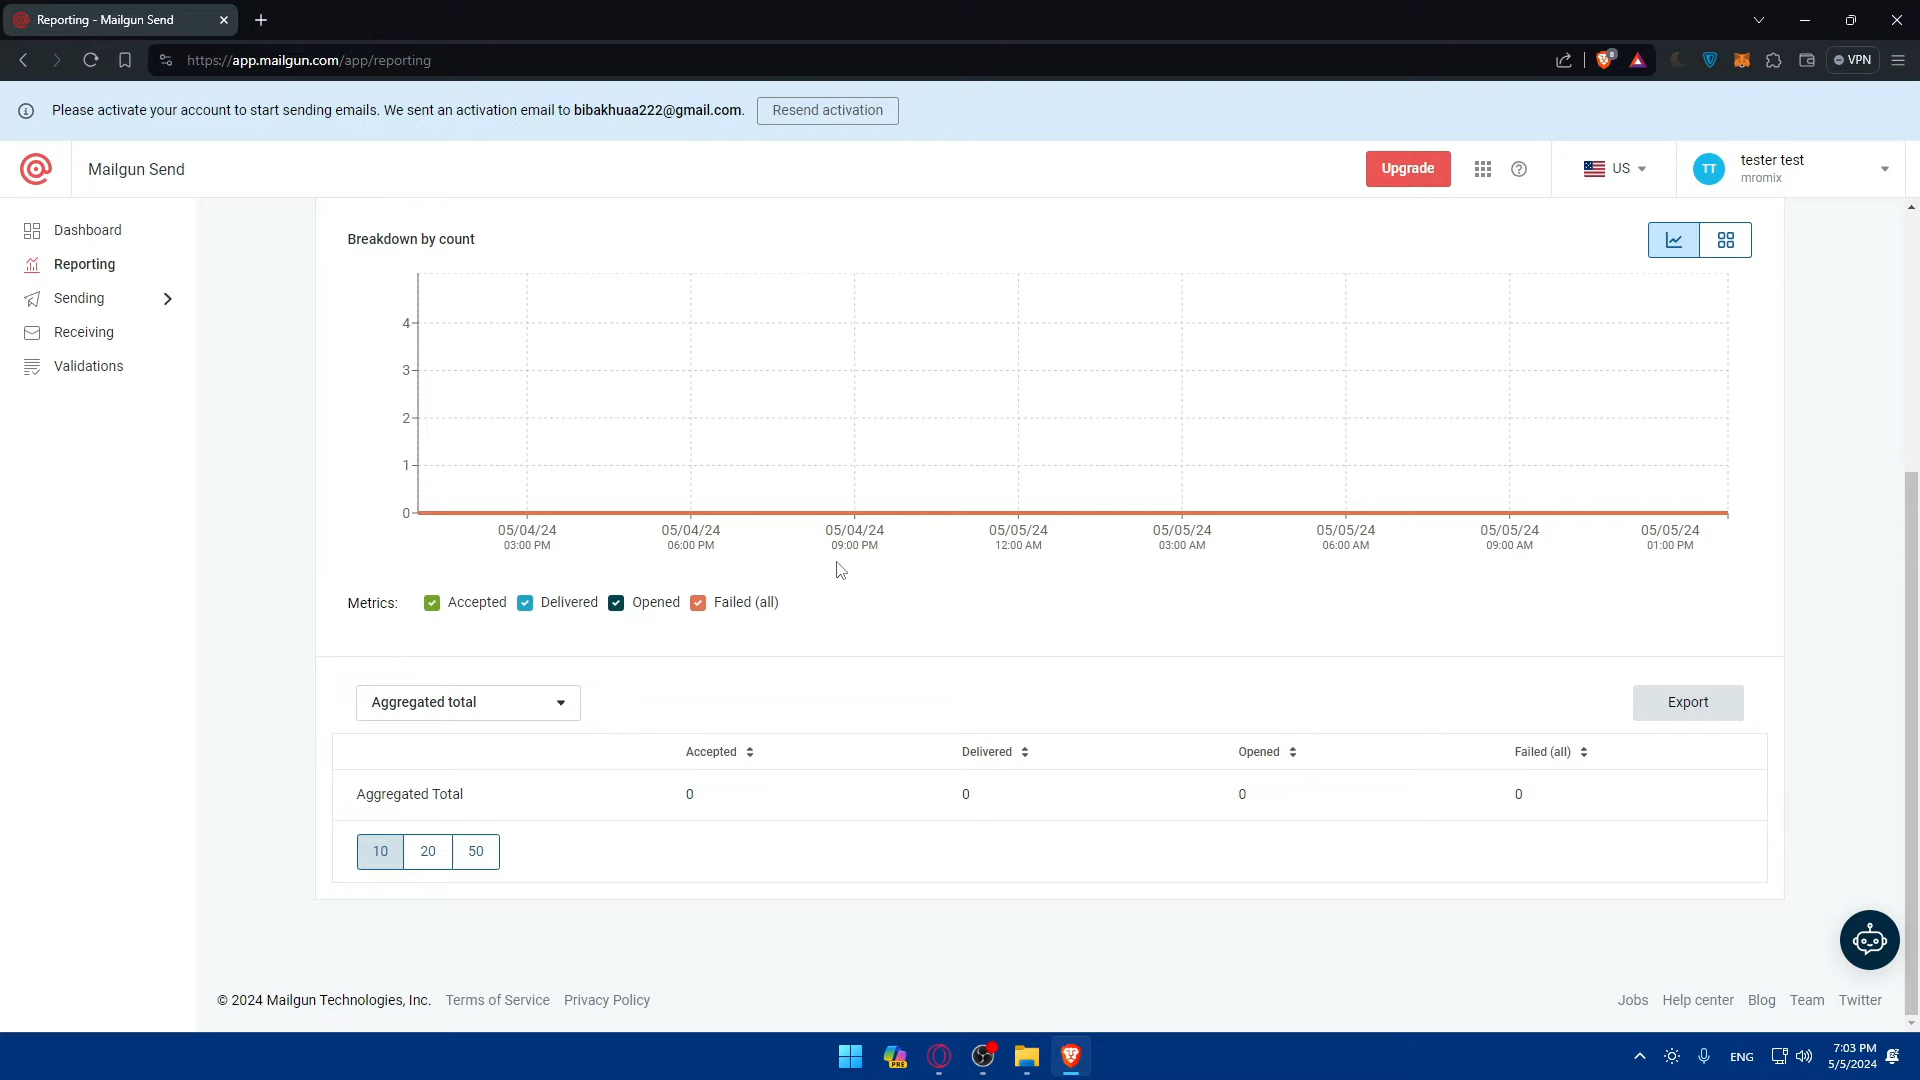 Reporting - Mailgun Send
https://app.mailgun.com/app/reporting
8
VPN
Please activate your account to start sending emails. We sent an activation email to bibakhuaa222@gmail.com.
Resend activation
Mailgun Send
Upgrade
US
TT
tester test
mromix
Dashboard
Reporting
Sending
Receiving
Validations
Breakdown by count
4
3
2
1
0
05/04/24 05/04/24 05/04/24 05/05/24 05/05/24 05/05/24 05/05/24 05/05/24
03:00 PM 06:00 PM 09:00 PM 12:00 AM 03:00 AM 06:00 AM 09:00 AM 01:00 PM
Metrics: Accepted Delivered Opened Failed (all)
Aggregated total
Export
Accepted Delivered Opened Failed (all)
Aggregated Total 0 0 0 0
10 20 50
© 2024 Mailgun Technologies, Inc. Terms of Service Privacy Policy
Jobs Help center Blog Team Twitter
PRE
ENG
7:03 PM
5/5/2024